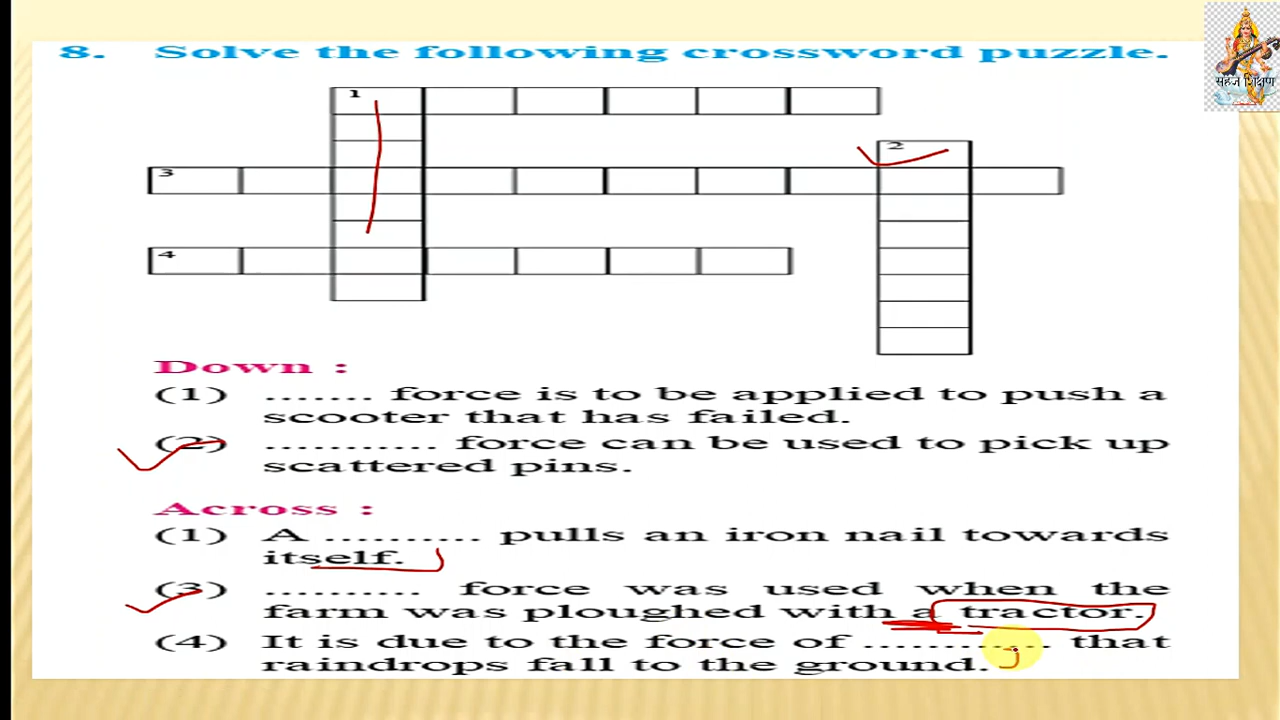 सहज शिक्षण
8. Solve the following crossword puzzle.
1
2
3
4
Down :
(1) ....... force is to be applied to push a
scooter that has failed.
(2) ............ force can be used to pick up
scattered pins.
Across :
(1) A ........... pulls an iron nail towards
itself.
(3) ........... force was used when the
farm was ploughed with a tractor.
(4) It is due to the force of ............. that
raindrops fall to the ground.